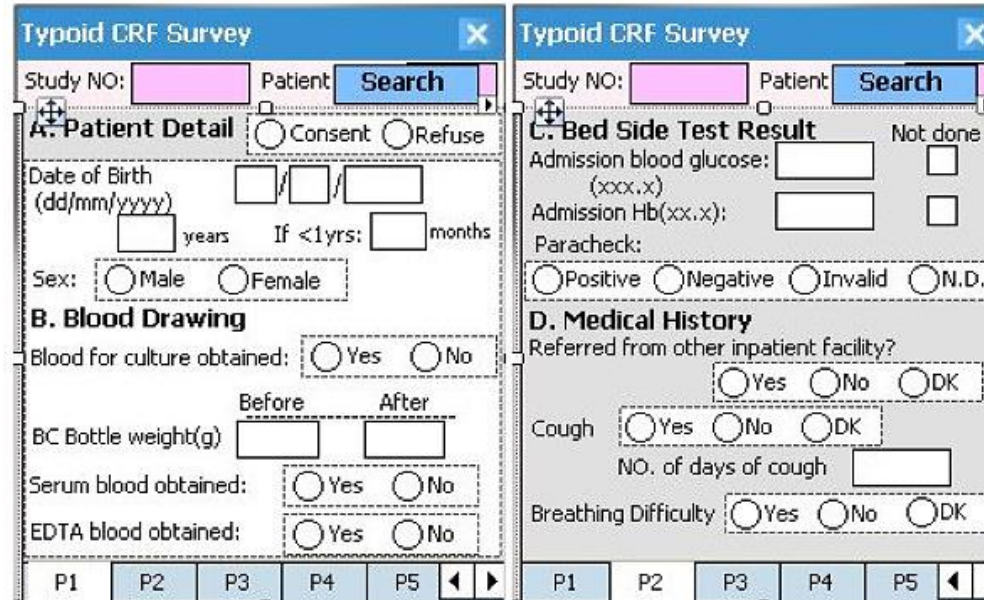 Typoid CRF Survey
Study NO: Patient Search
A. Patient Detail Consent Refuse
Date of Birth / /
(dd/mm/yyyy)
years If <1yrs: months
Sex: Male Female
B. Blood Drawing
Blood for culture obtained: Yes No
Before After
BC Bottle weight(g)
Serum blood obtained: Yes No
EDTA blood obtained: Yes No
P1 P2 P3 P4 P5
Typoid CRF Survey
Study NO: Patient Search
C. Bed Side Test Result Not done
Admission blood glucose:
(xxx.x)
Admission Hb(xx.x):
Paracheck:
Positive Negative Invalid N.D.
D. Medical History
Referred from other inpatient facility?
Yes No DK
Cough Yes No DK
NO. of days of cough
Breathing Difficulty Yes No DK
P1 P2 P3 P4 P5